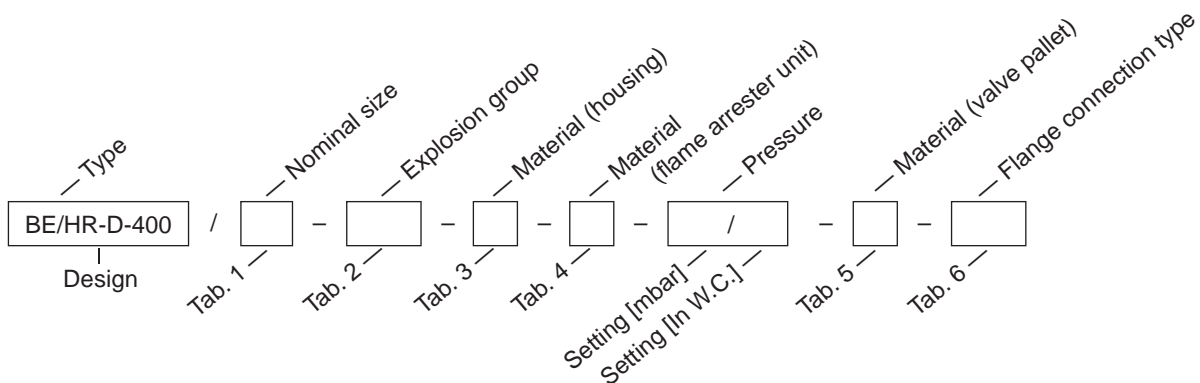 Type
Nominal size
Explosion group
Material (housing)
Material
(flame arrester unit)
Pressure
Material (valve pallet)
Flange connection type
BE/HR-D-400 / – – – – / – –
Design
Tab. 1
Tab. 2
Tab. 3
Tab. 4
Setting [mbar]
Setting [In W.C.]
Tab. 5
Tab. 6